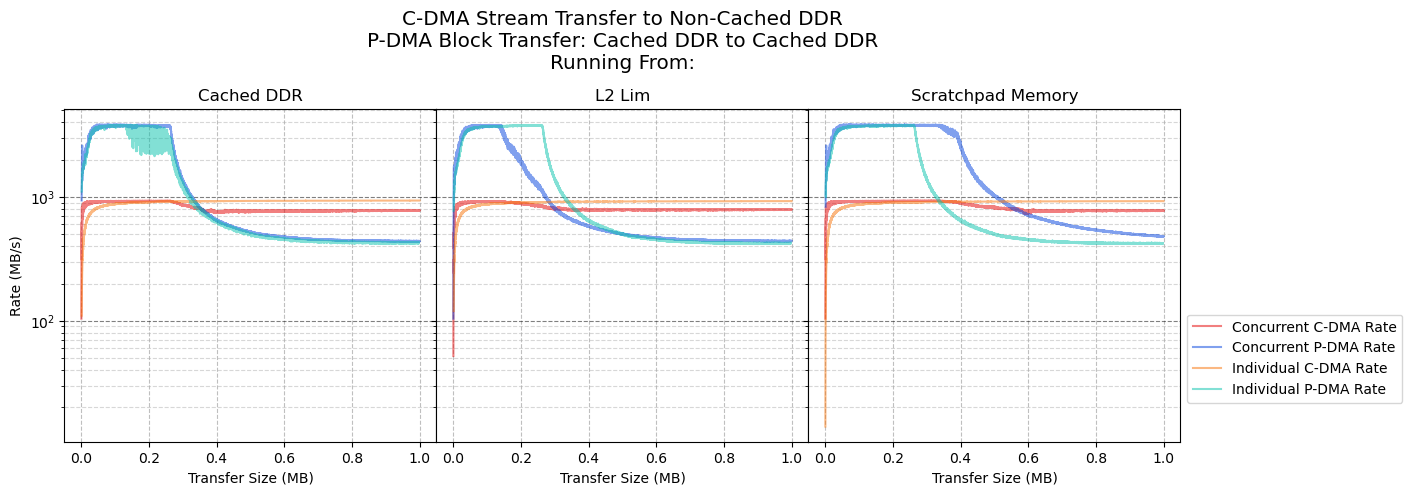 C-DMA Stream Transfer to Non-Cached DDR
P-DMA Block Transfer: Cached DDR to Cached DDR
Running From:
Cached DDR
L2 Lim
Scratchpad Memory
Rate (MB/s)
10³
10²
0.0 0.2 0.4 0.6 0.8 1.0
0.0 0.2 0.4 0.6 0.8 1.0
0.0 0.2 0.4 0.6 0.8 1.0
Transfer Size (MB)
Transfer Size (MB)
Transfer Size (MB)
Concurrent C-DMA Rate
Concurrent P-DMA Rate
Individual C-DMA Rate
Individual P-DMA Rate